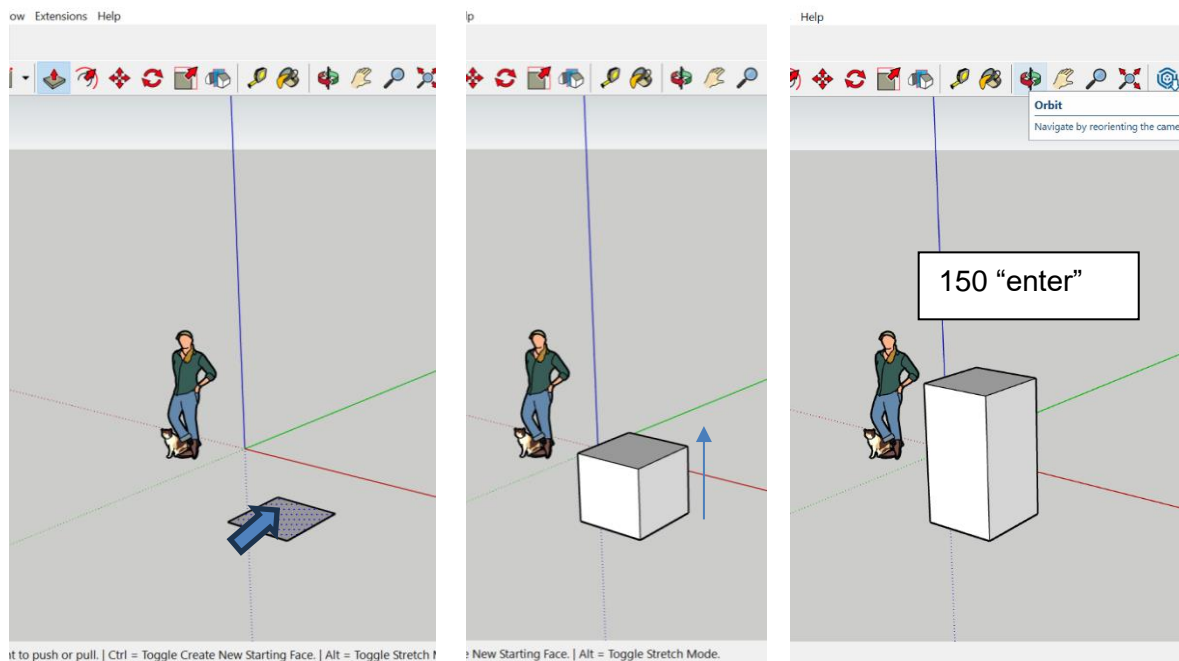 ow Extensions Help
lp
Help
Orbit
Navigate by reorienting the came
150 “enter”
nt to push or pull. | Ctrl = Toggle Create New Starting Face. | Alt = Toggle Stretch M
e New Starting Face. | Alt = Toggle Stretch Mode.